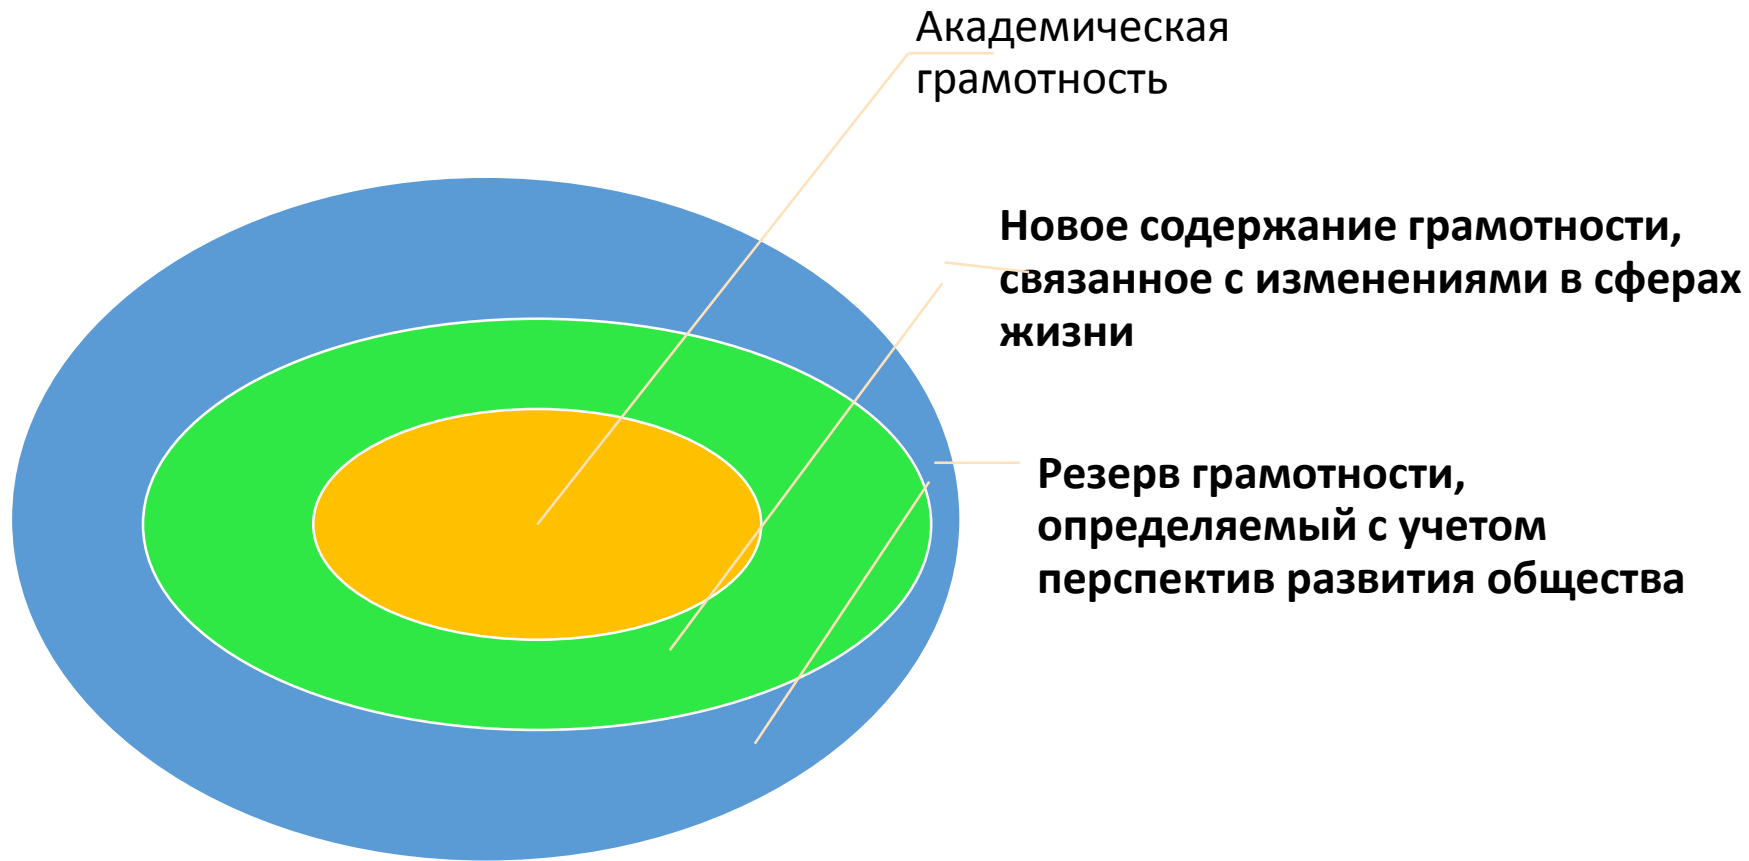 Академическая
грамотность
Новое содержание грамотности,
связанное с изменениями в сферах
жизни
Резерв грамотности,
определяемый с учетом
перспектив развития общества